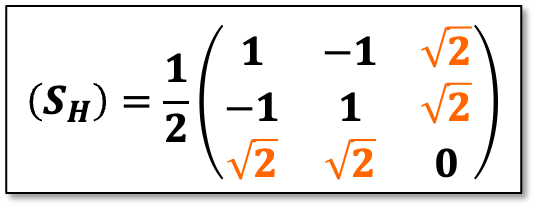 1 −1 √2
(S_H) = 1/2 ( −1 1 √2 )
√2 √2 0